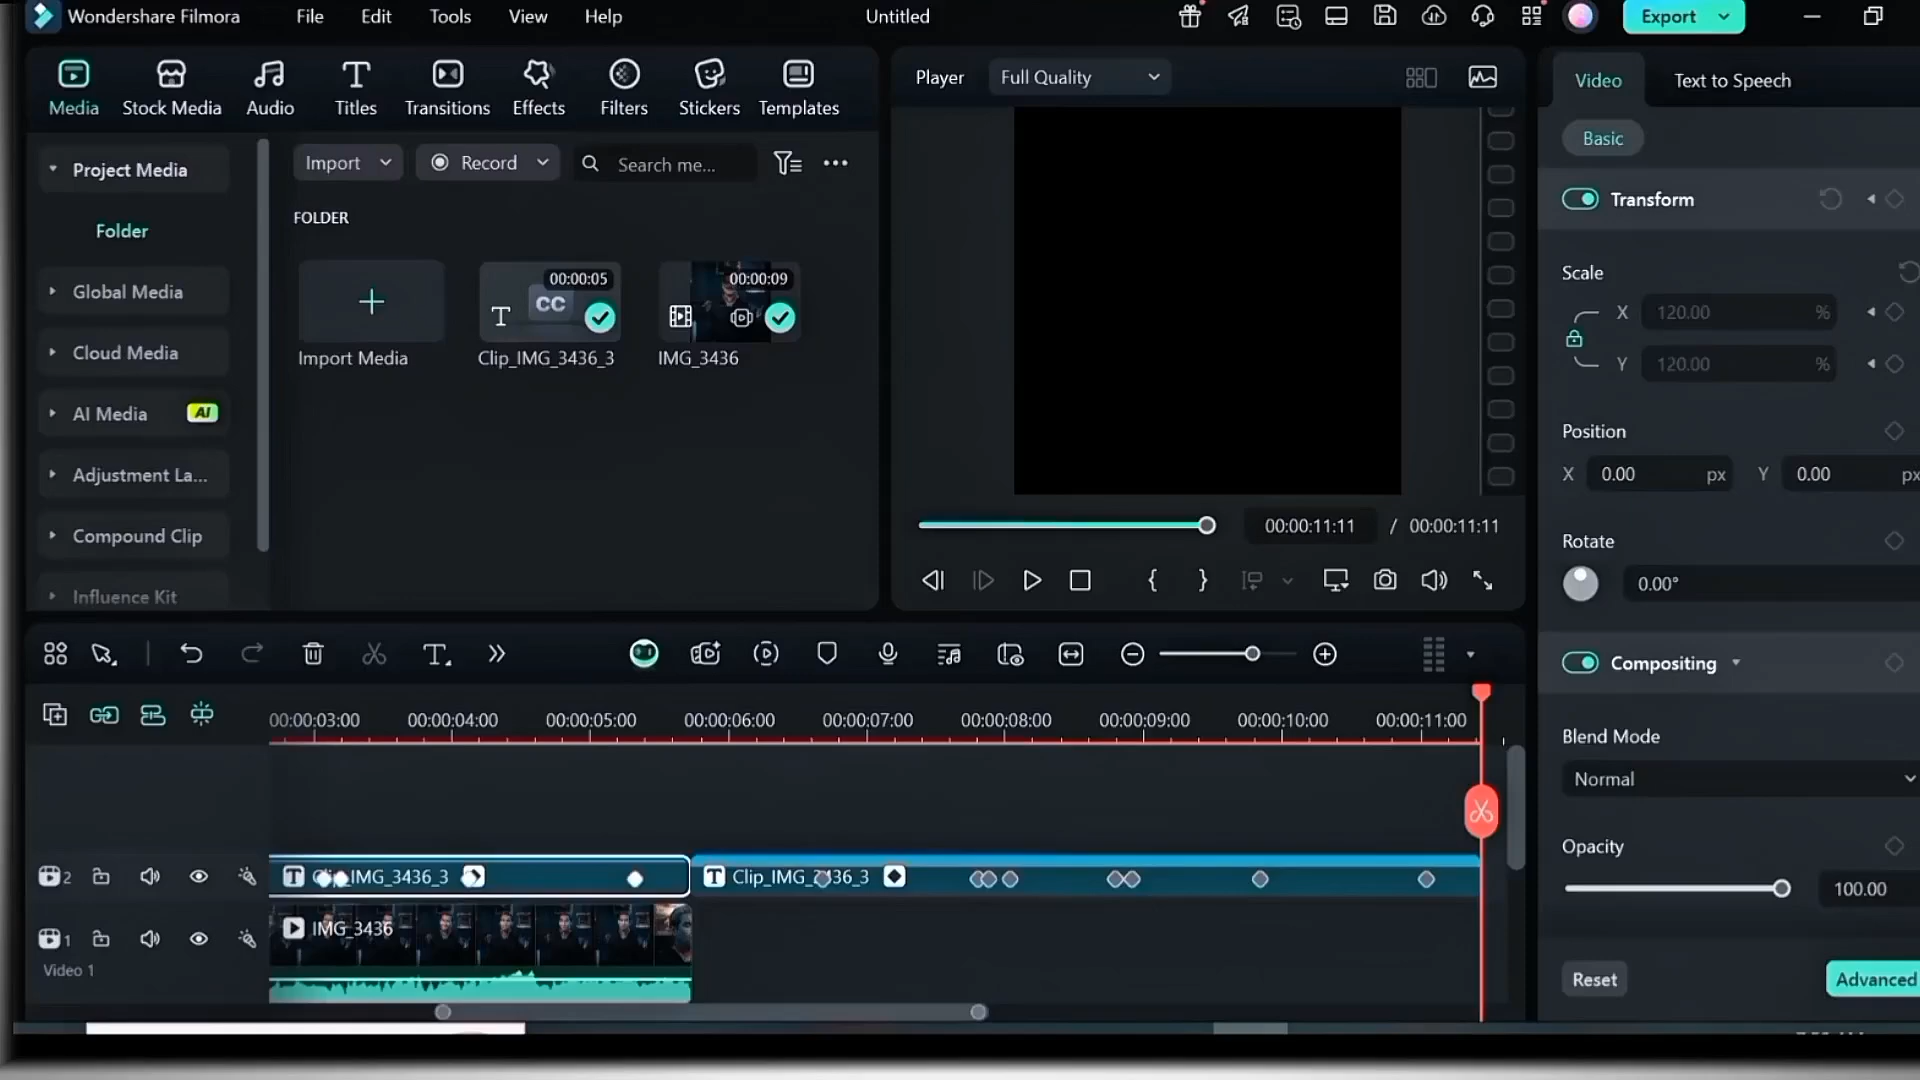 Wondershare Filmora File Edit Tools View Help Untitled Export
Media Stock Media Audio Titles Transitions Effects Filters Stickers Templates
Player Full Quality
Video Text to Speech
Basic
Project Media
Import Record Search me...
FOLDER
Transform
Folder
Global Media
00:00:05 00:00:09
CC
T
Import Media Clip_IMG_3436_3 IMG_3436
Scale
X 120.00 %
Y 120.00 %
Cloud Media
AI Media AI
Adjustment La...
Compound Clip
Influence Kit
Position
X 0.00 px Y 0.00 px
00:00:11:11 / 00:00:11:11
Rotate
0.00°
Compositing
00:00:03:00 00:00:04:00 00:00:05:00 00:00:06:00 00:00:07:00 00:00:08:00 00:00:09:00 00:00:10:00 00:00:11:00
Blend Mode
Normal
Opacity
100.00
2 T IMG_3436_3 T Clip_IMG_3436_3
1 IMG_3436
Video 1
Reset Advanced